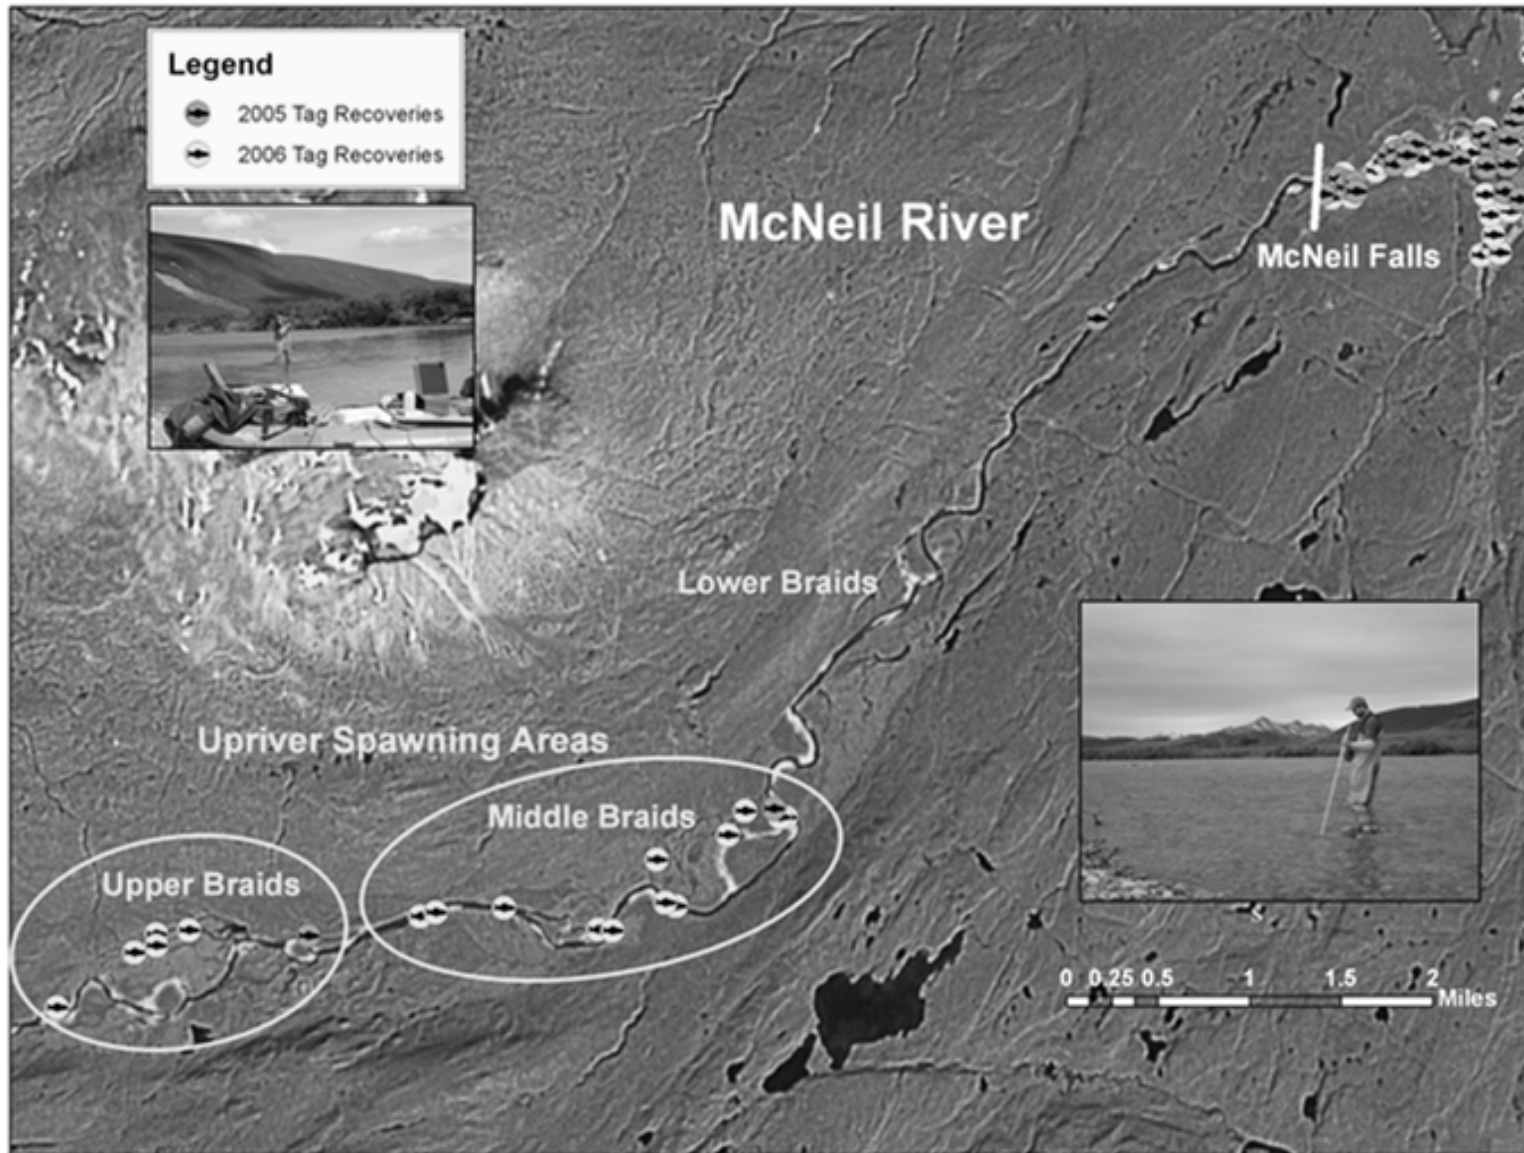 Legend
2005 Tag Recoveries
2006 Tag Recoveries
McNeil River
McNeil Falls
Lower Braids
Upriver Spawning Areas
Middle Braids
Upper Braids
0 0.25 0.5 1 1.5 2
Miles